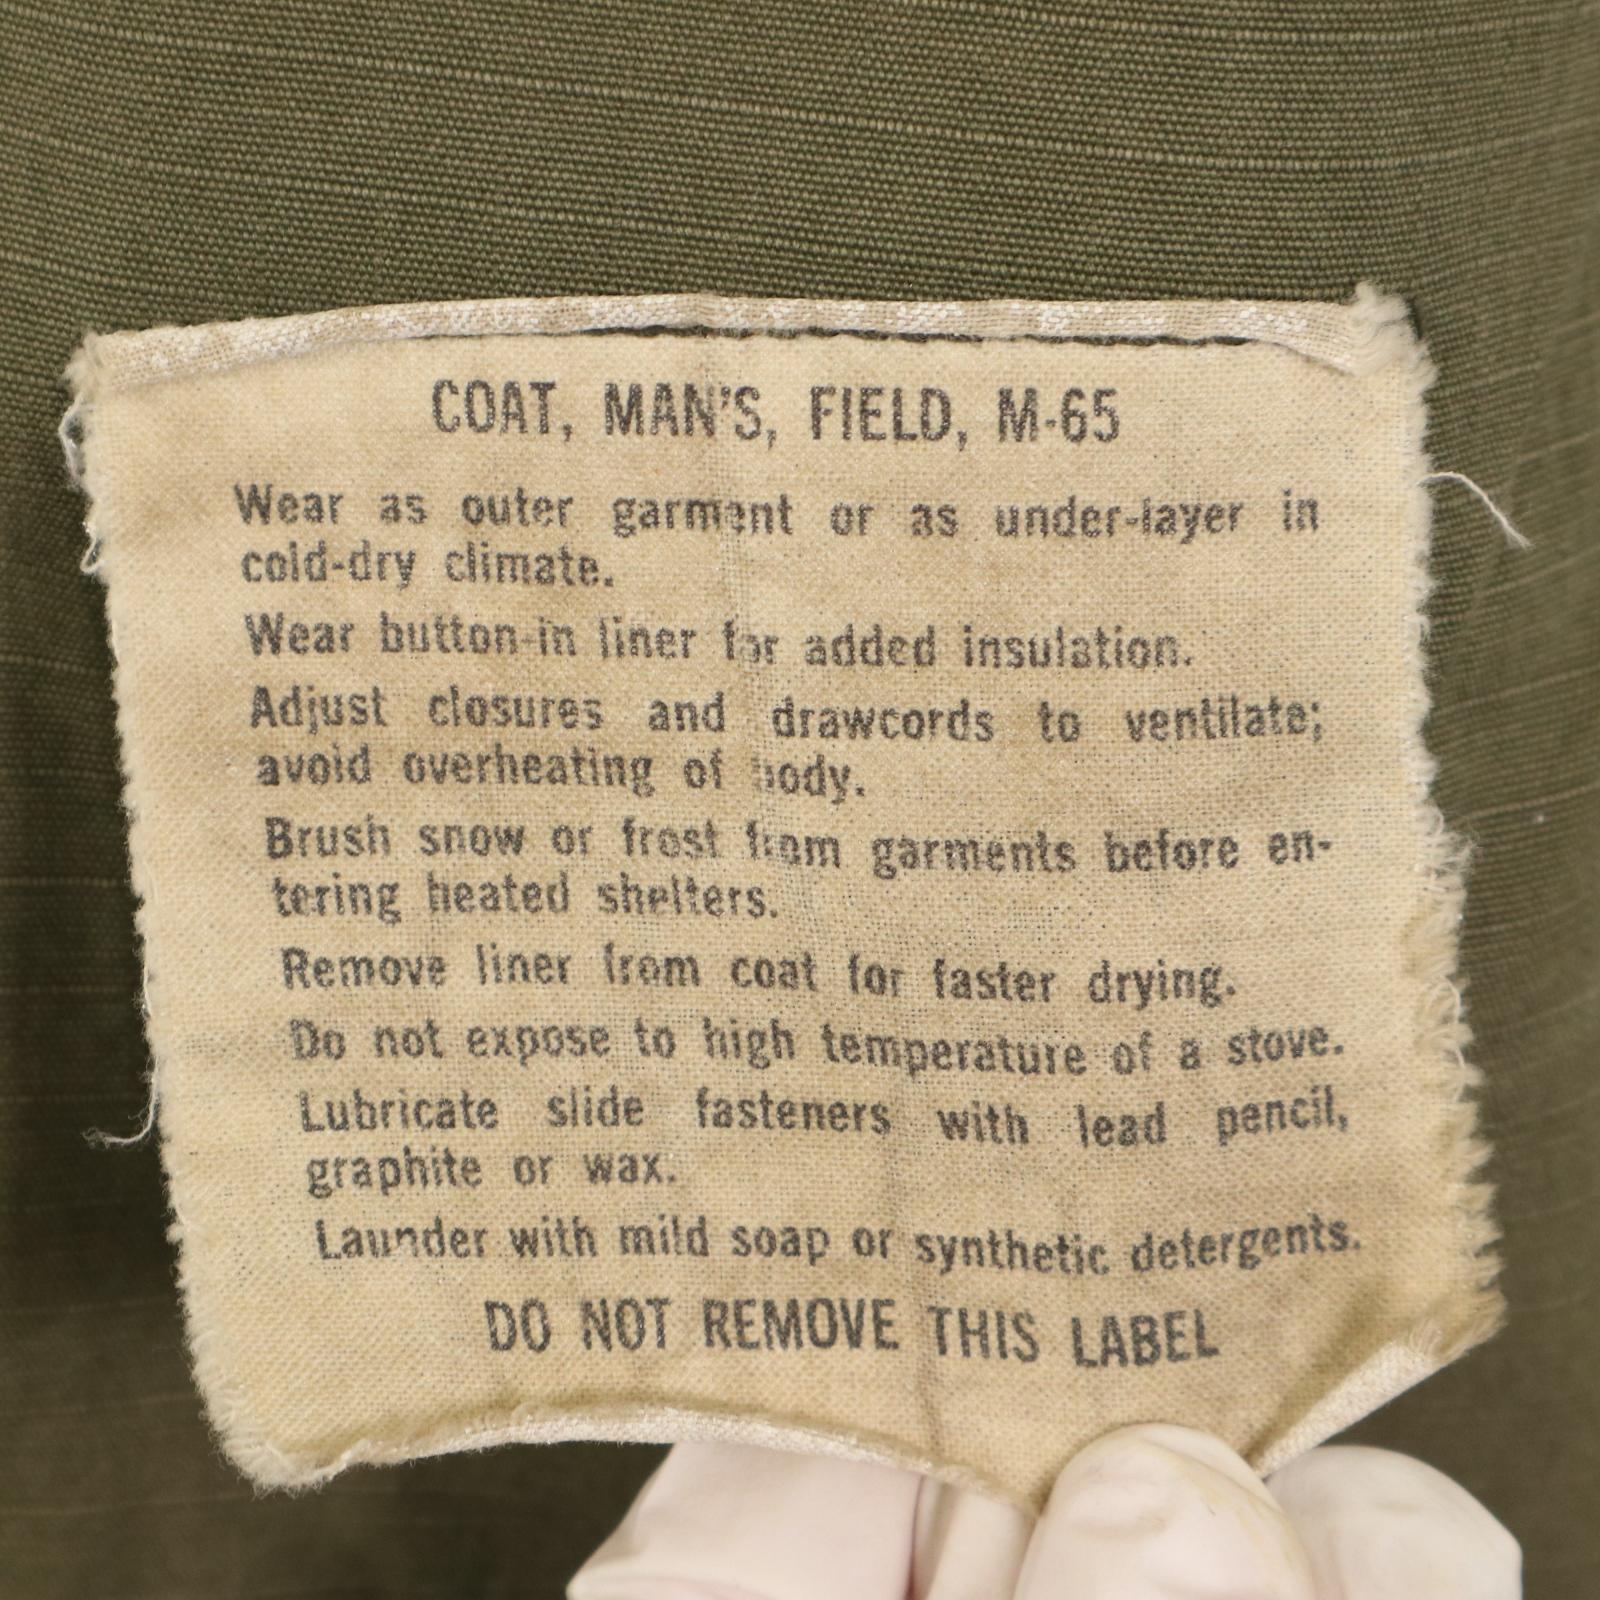 COAT, MAN'S, FIELD, M-65
Wear as outer garment or as under-layer in
cold-dry climate.
Wear button-in liner for added insulation.
Adjust closures and drawcords to ventilate;
avoid overheating of body.
Brush snow or frost from garments before en-
tering heated shelters.
Remove liner from coat for faster drying.
Do not expose to high temperature of a stove.
Lubricate slide fasteners with lead pencil,
graphite or wax.
Launder with mild soap or synthetic detergents.
DO NOT REMOVE THIS LABEL